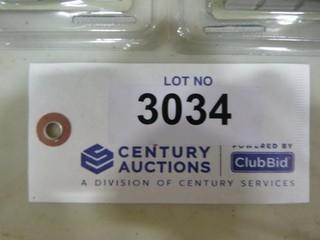 LOT NO
3034
CENTURY
AUCTIONS
POWERED BY
ClubBid
A DIVISION OF CENTURY SERVICES